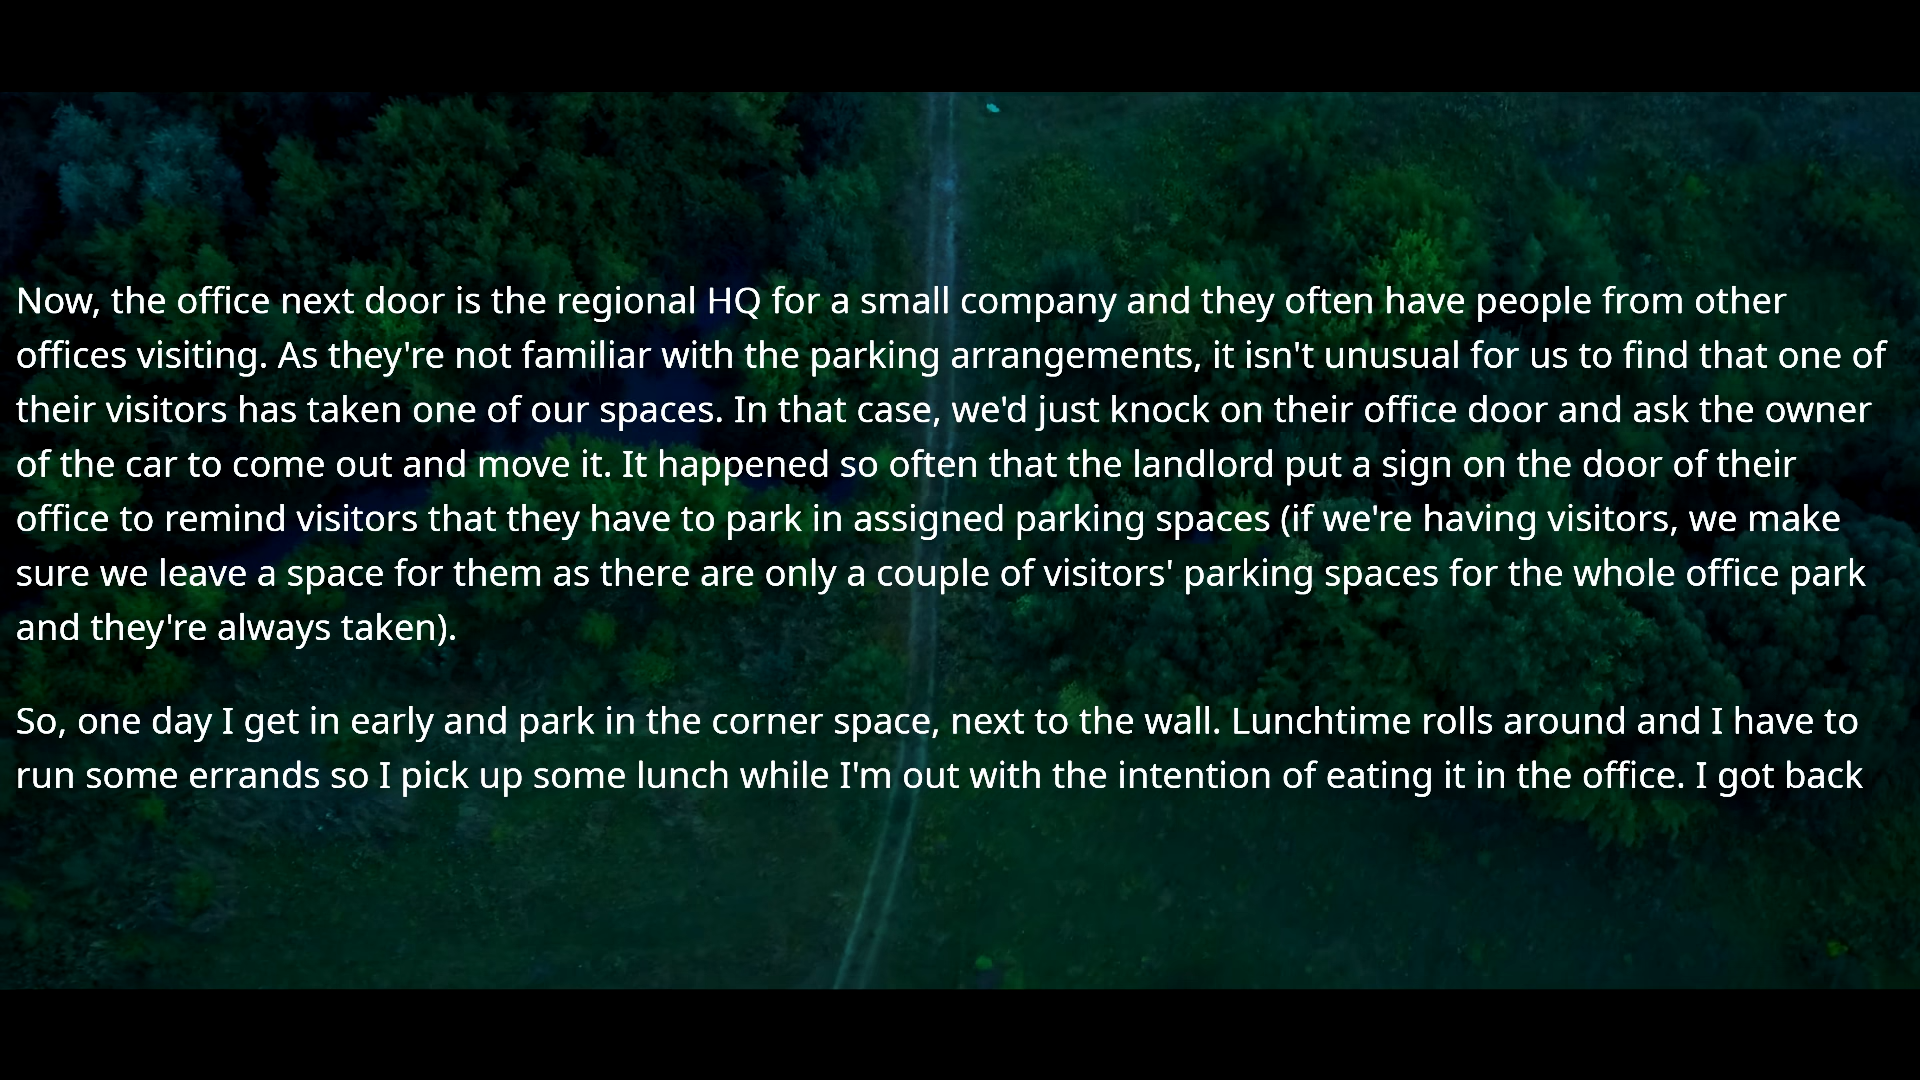 Now, the office next door is the regional HQ for a small company and they often have people from other
offices visiting. As they're not familiar with the parking arrangements, it isn't unusual for us to find that one of
their visitors has taken one of our spaces. In that case, we'd just knock on their office door and ask the owner
of the car to come out and move it. It happened so often that the landlord put a sign on the door of their
office to remind visitors that they have to park in assigned parking spaces (if we're having visitors, we make
sure we leave a space for them as there are only a couple of visitors' parking spaces for the whole office park
and they're always taken).
So, one day I get in early and park in the corner space, next to the wall. Lunchtime rolls around and I have to
run some errands so I pick up some lunch while I'm out with the intention of eating it in the office. I got back